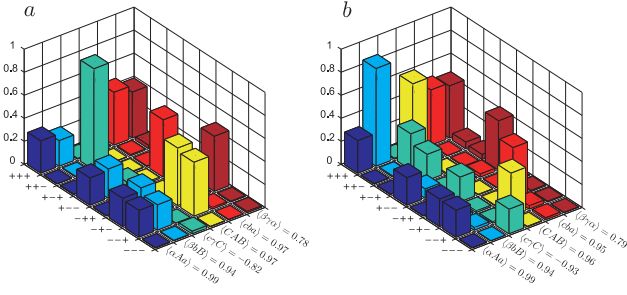 a
1
0.8
0.6
0.4
0.2
0
+++
++−
+−+
+−−
−++
−+−
−−+
−−−
⟨αAa⟩ = 0.99
⟨βbB⟩ = 0.94
⟨cγC⟩ = −0.82
⟨CAB⟩ = 0.97
⟨cba⟩ = 0.97
⟨βγα⟩ = 0.78
b
1
0.8
0.6
0.4
0.2
0
+++
++−
+−+
+−−
−++
−+−
−−+
−−−
⟨αAa⟩ = 0.99
⟨βbB⟩ = 0.94
⟨cγC⟩ = −0.93
⟨CAB⟩ = 0.96
⟨cba⟩ = 0.95
⟨βγα⟩ = 0.79